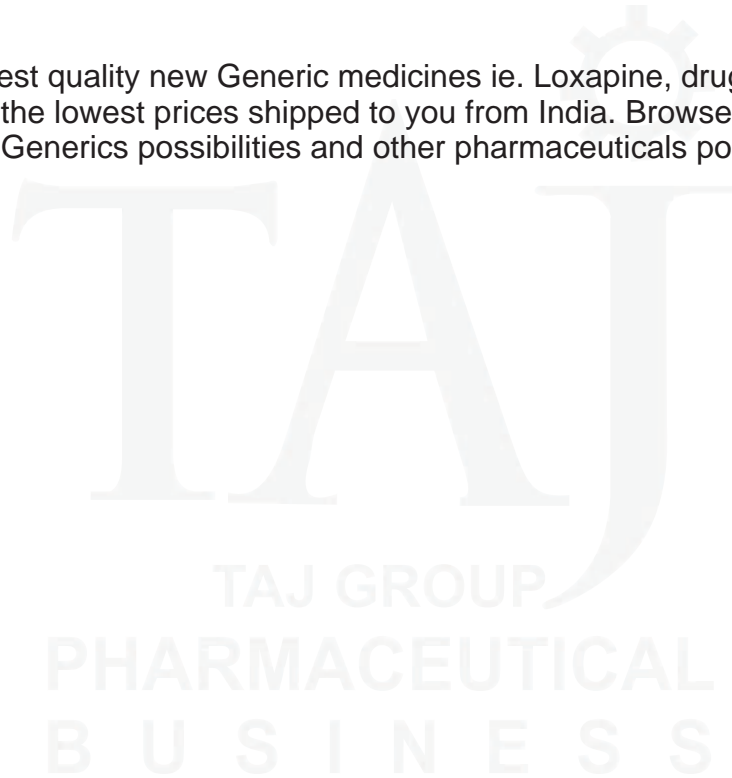 est quality new Generic medicines ie. Loxapine, drug
the lowest prices shipped to you from India. Browse
Generics possibilities and other pharmaceuticals po
TAJ
TAJ GROUP
PHARMACEUTICAL
BUSINESS